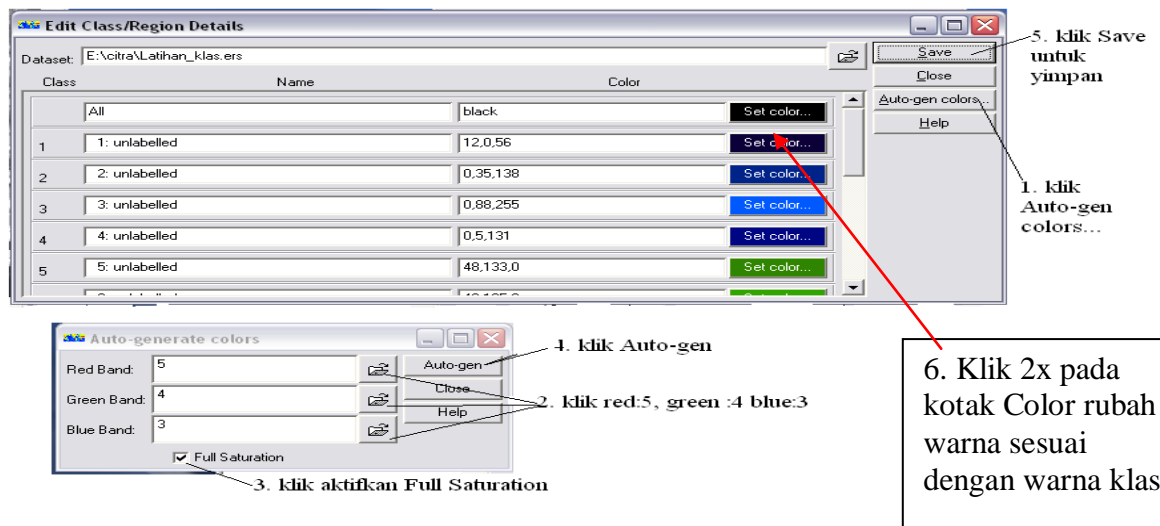 Edit Class/Region Details
Dataset: E:\citra\Latihan_klas.ers
Save
Close
Auto-gen colors...
Help
Class Name Color
All black Set color...
1 1: unlabelled 12,0,56 Set color...
2 2: unlabelled 0,35,138 Set color...
3 3: unlabelled 0,88,255 Set color...
4 4: unlabelled 0,5,131 Set color...
5 5: unlabelled 48,133,0 Set color...
5. klik Save
untuk
yimpan
1. klik
Auto-gen
colors...
Auto-generate colors
Red Band: 5
Green Band: 4
Blue Band: 3
Full Saturation
Auto-gen
Close
Help
4. klik Auto-gen
2. klik red:5, green :4 blue:3
3. klik aktifkan Full Saturation
6. Klik 2x pada
kotak Color rubah
warna sesuai
dengan warna klas